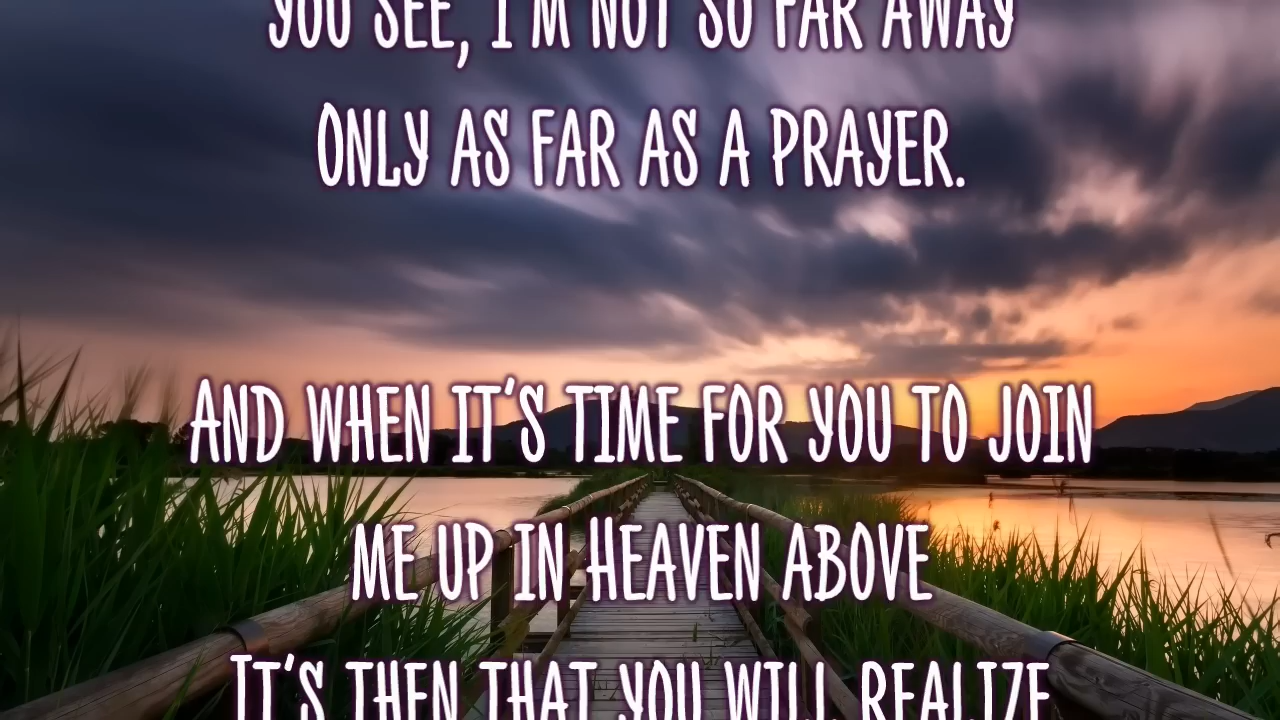 You see, I'm not so far away
Only as far as a prayer.
And when it's time for you to join
me up in Heaven above
It's then that you will realize